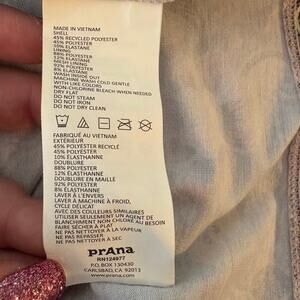 MADE IN VIETNAM
SHELL
45% RECYCLED POLYESTER
45% POLYESTER
10% ELASTANE
LINING
88% POLYESTER
12% ELASTANE
MESH LINING
92% POLYESTER
8% ELASTANE
WASH INSIDE OUT
MACHINE WASH COLD GENTLE
WITH LIKE COLORS
NON-CHLORINE BLEACH WHEN NEEDED
DRY FLAT
DO NOT STEAM
DO NOT IRON
DO NOT DRY CLEAN
FABRIQUÉ AU VIETNAM
EXTÉRIEUR
45% POLYESTER RECYCLÉ
45% POLYESTER
10% ÉLASTHANNE
DOUBLURE
88% POLYESTER
12% ÉLASTHANNE
DOUBLURE EN MAILLE
92% POLYESTER
8% ÉLASTHANNE
LAVER À L'ENVERS
LAVER À MACHINE À FROID,
CYCLE DÉLICAT
AVEC DES COULEURS SIMILAIRES
UTILISER SEULEMENT UN AGENT DE
BLANCHIMENT NON CHLORÉ AU BESOIN
FAIRE SÉCHER À PLAT
NE PAS NETTOYER À LA VAPEUR
NE PAS REPASSER
NE PAS NETTOYER À SEC
prAna
RN124977
P.O. BOX 130430
CARLSBAD, CA 92013